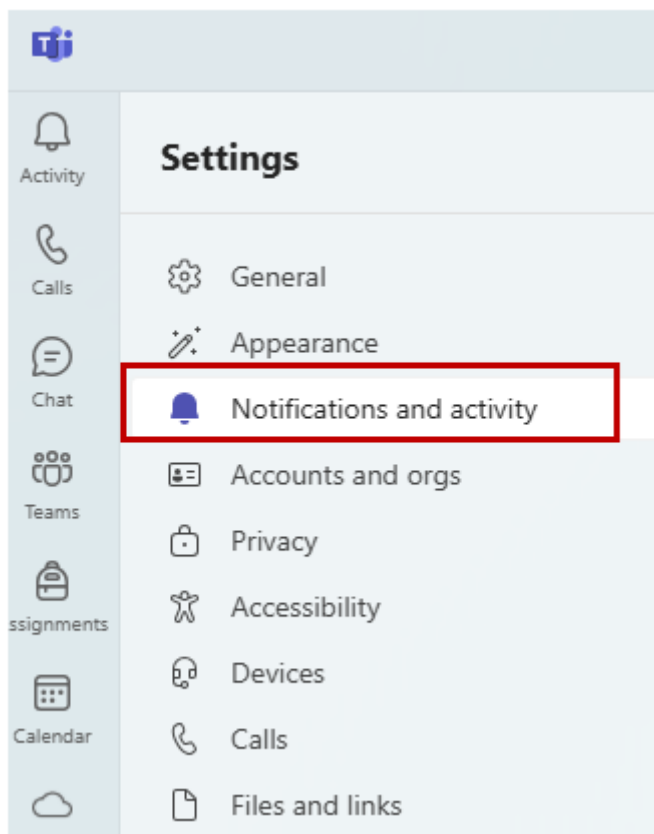 Activity
Calls
Chat
Teams
ssignments
Calendar
Settings
General
Appearance
Notifications and activity
Accounts and orgs
Privacy
Accessibility
Devices
Calls
Files and links